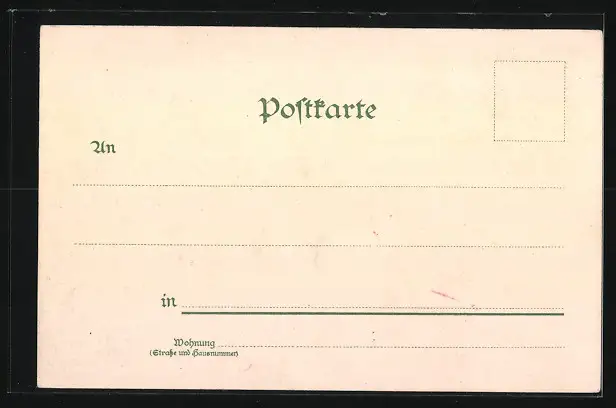 Poſtkarte
An
in
Wohnung
(Straße und Hausnummer)